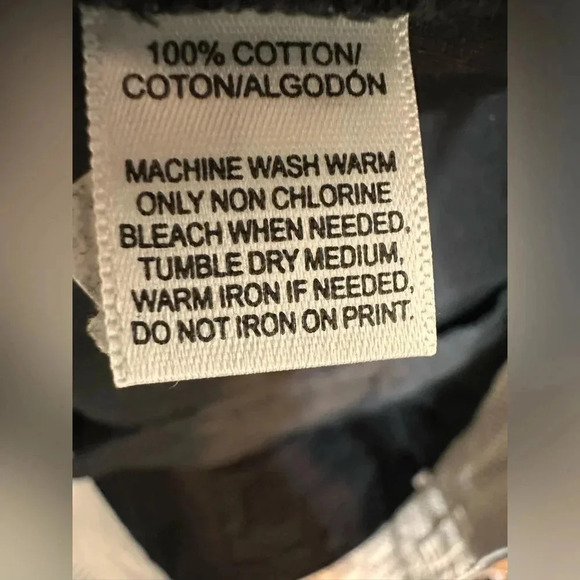 100% COTTON/
COTON/ALGODÓN
MACHINE WASH WARM
ONLY NON CHLORINE
BLEACH WHEN NEEDED,
TUMBLE DRY MEDIUM,
WARM IRON IF NEEDED,
DO NOT IRON ON PRINT.